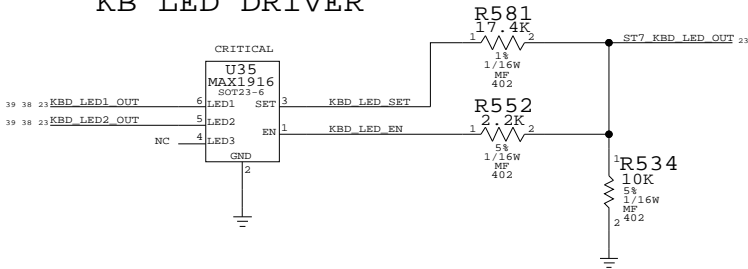 KB LED DRIVER
CRITICAL
U35
MAX1916
SOT23-6
39 38 23 KBD_LED1_OUT 6 LED1 SET 3 KBD_LED_SET
39 38 23 KBD_LED2_OUT 5 LED2
NC 4 LED3
EN 1 KBD_LED_EN
GND
2
R581
17.4K
1 2
1%
1/16W
MF
402
ST7_KBD_LED_OUT 23
R552
2.2K
1 2
5%
1/16W
MF
402
1
R534
10K
5%
1/16W
MF
402
2